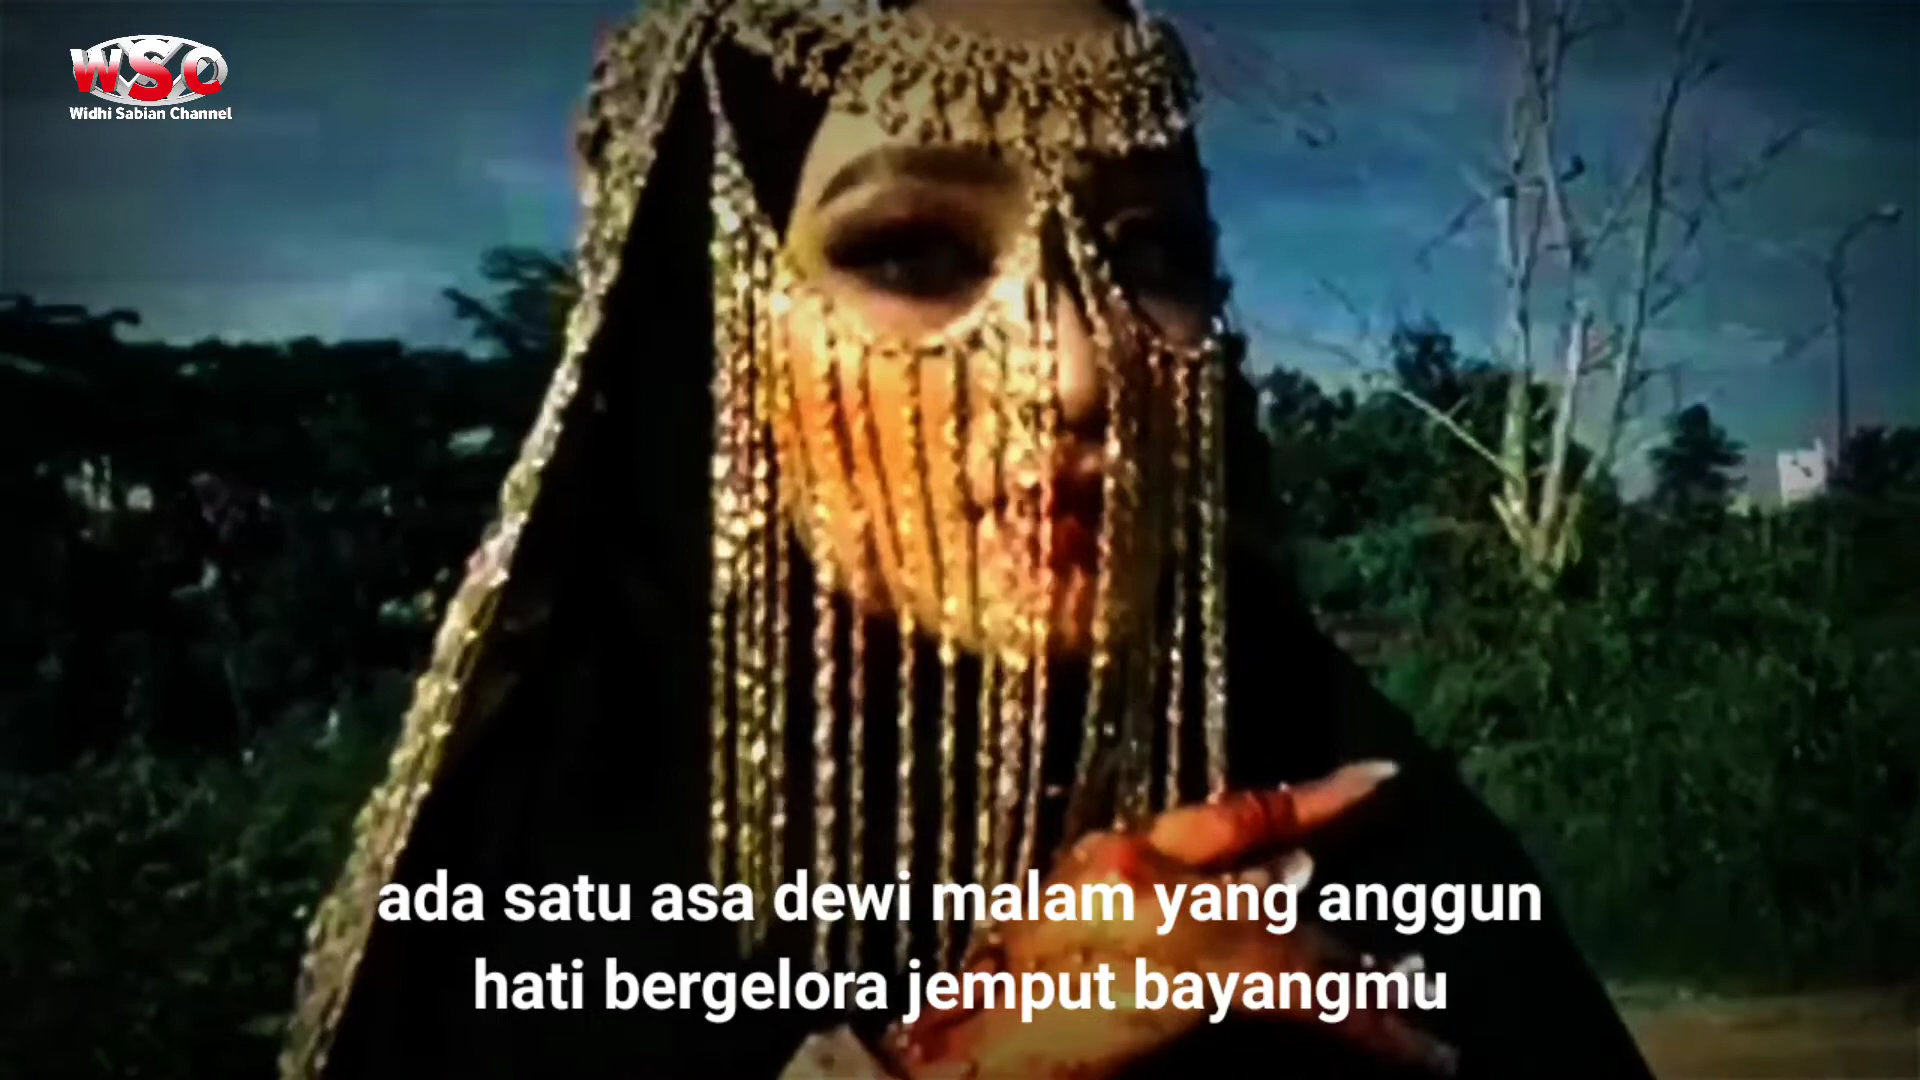 WSC
Widhi Sabian Channel
ada satu asa dewi malam yang anggun
hati bergelora jemput bayangmu